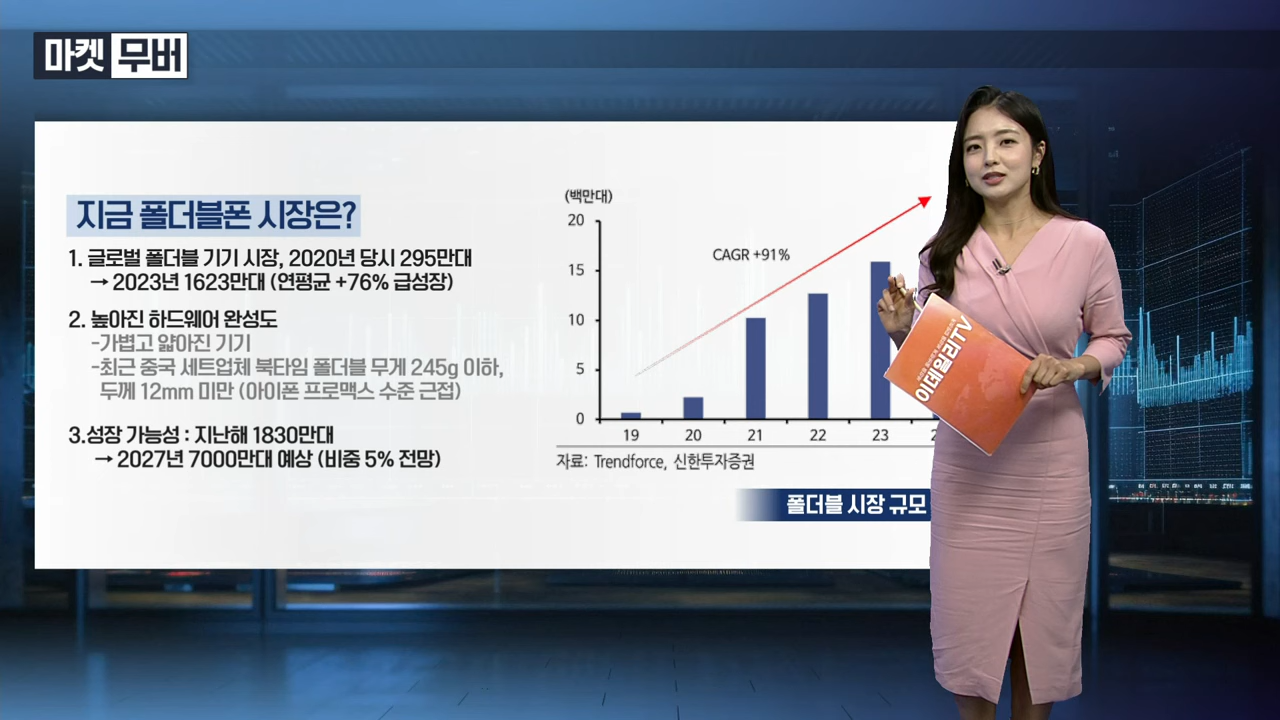 마켓 무버
지금 폴더블폰 시장은?
1. 글로벌 폴더블 기기 시장, 2020년 당시 295만대
→ 2023년 1623만대 (연평균 +76% 급성장)
2. 높아진 하드웨어 완성도
-가볍고 얇아진 기기
-최근 중국 세트업체 북타임 폴더블 무게 245g 이하,
두께 12mm 미만 (아이폰 프로맥스 수준 근접)
3.성장 가능성 : 지난해 1830만대
→ 2027년 7000만대 예상 (비중 5% 전망)
(백만대)
20
15
10
5
0
CAGR +91%
19 20 21 22 23
자료: Trendforce, 신한투자증권
폴더블 시장 규모
이데일리TV